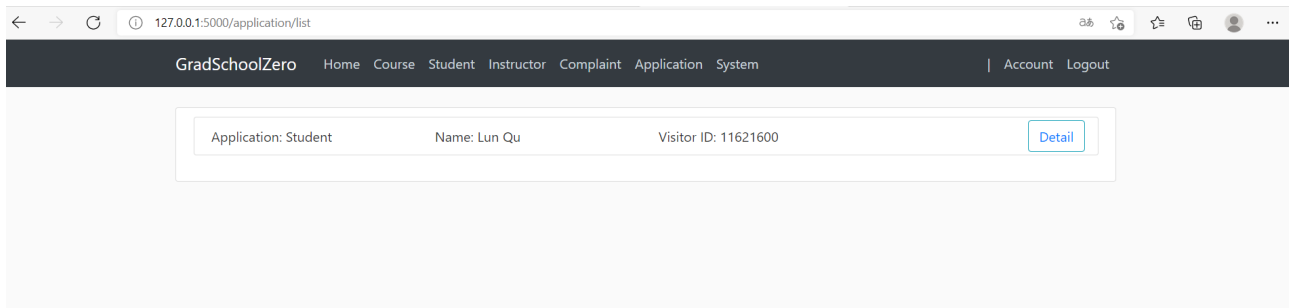 127.0.0.1:5000/application/list
GradSchoolZero Home Course Student Instructor Complaint Application System | Account Logout
Application: Student Name: Lun Qu Visitor ID: 11621600 Detail